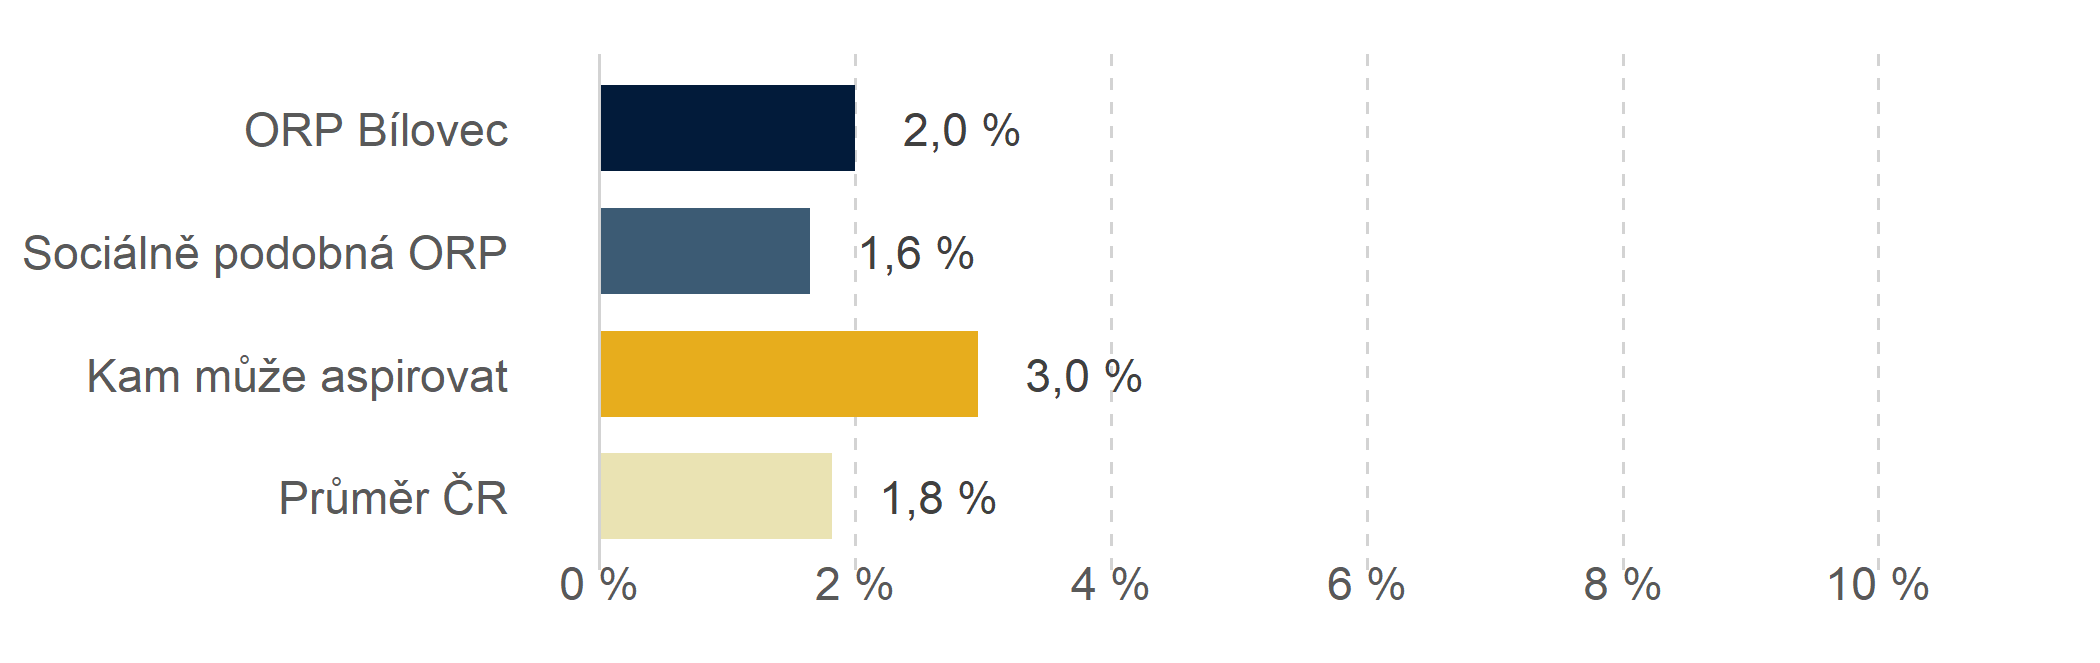 ORP Bílovec 2,0 %
Sociálně podobná ORP 1,6 %
Kam může aspirovat 3,0 %
Průměr ČR 1,8 %
0 % 2 % 4 % 6 % 8 % 10 %